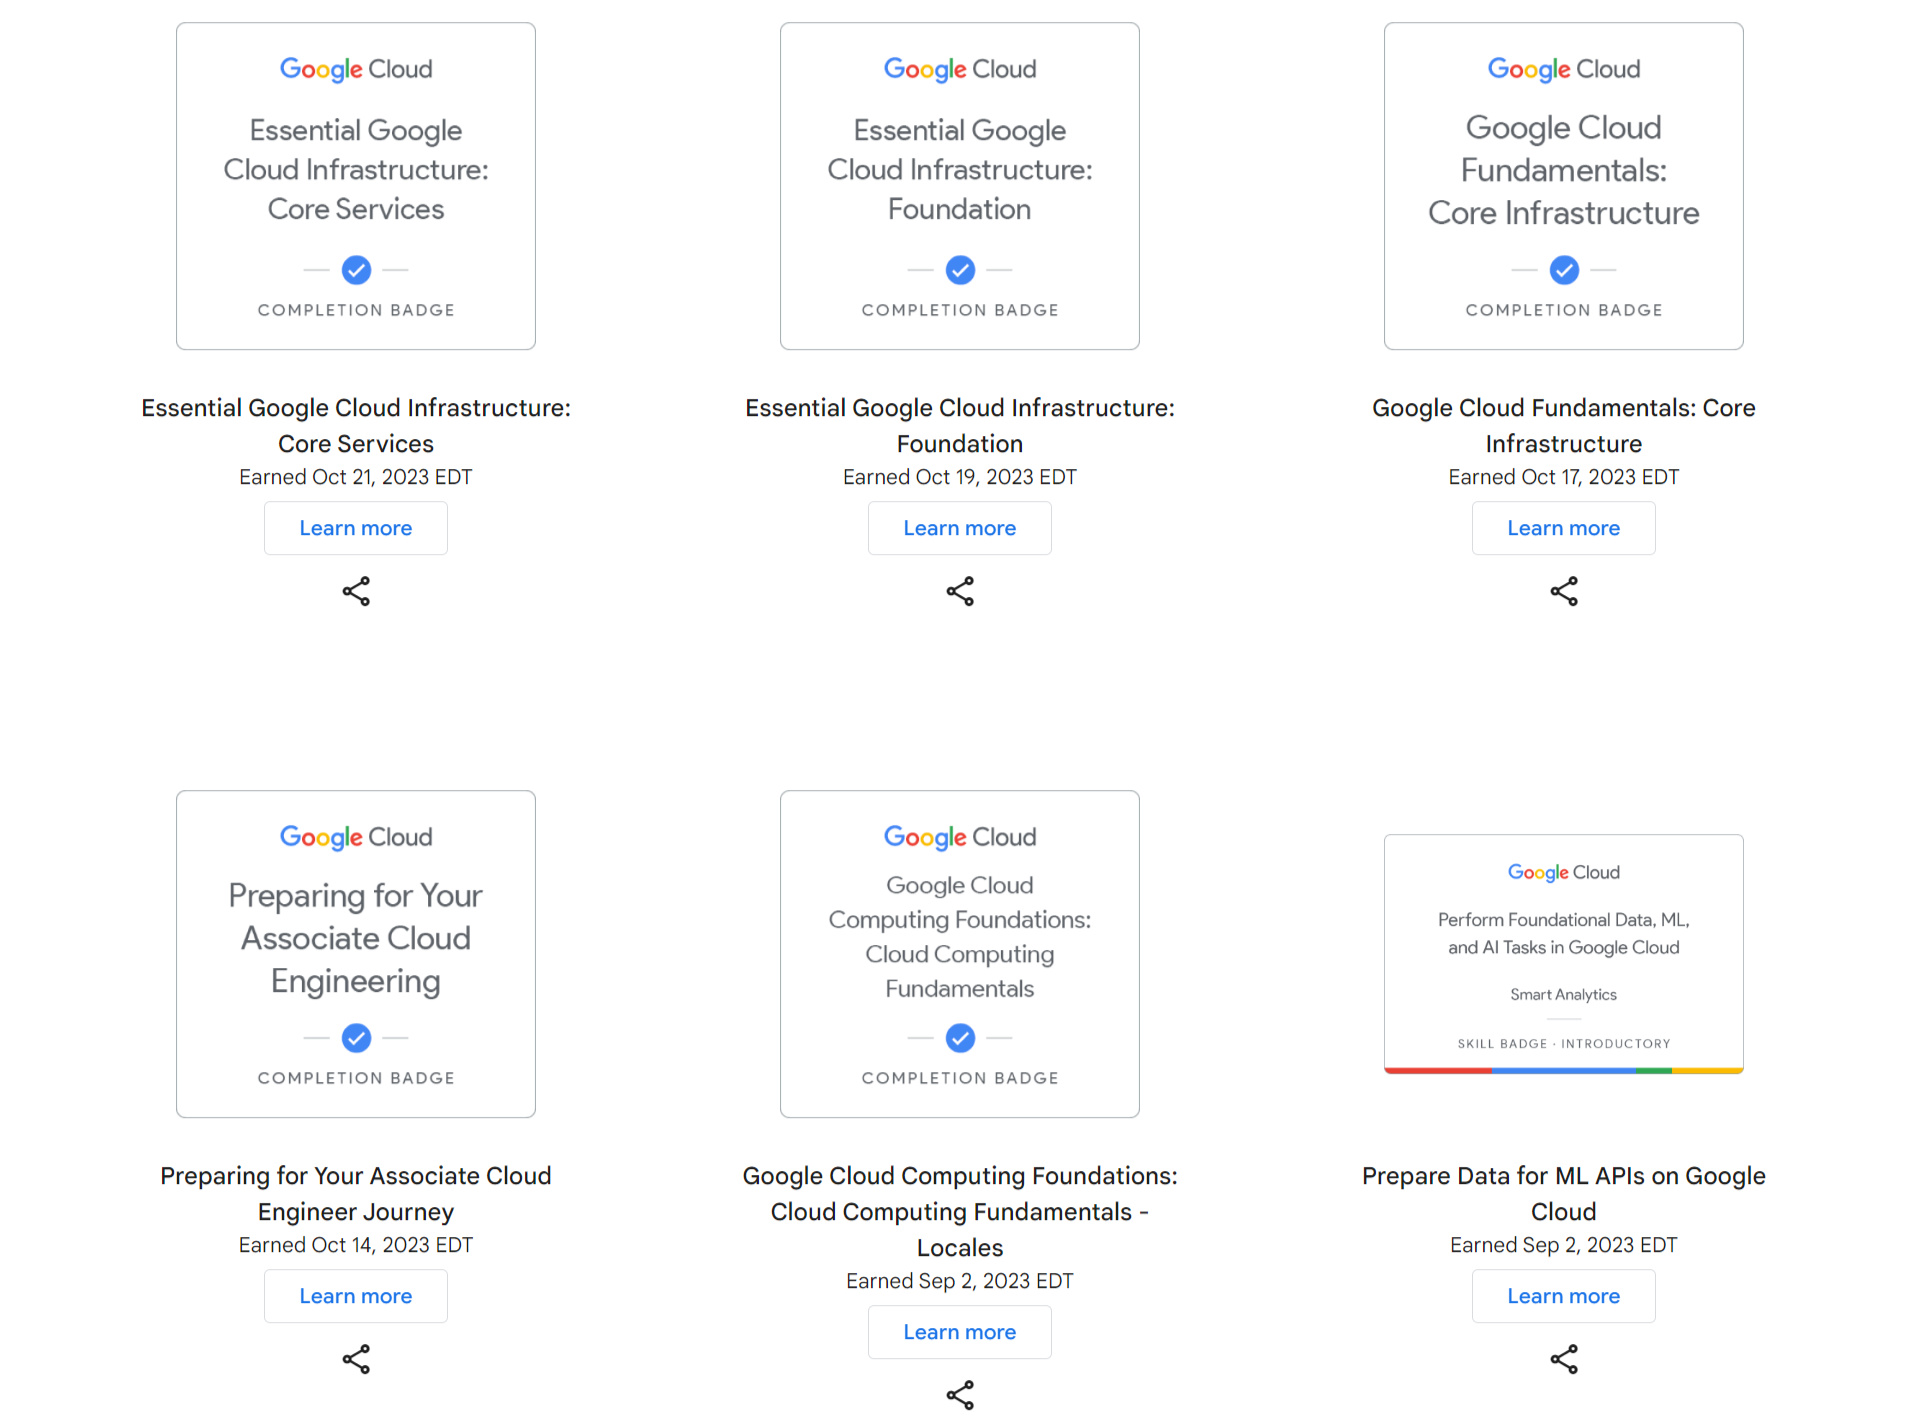 Google Cloud
Essential Google
Cloud Infrastructure:
Core Services
COMPLETION BADGE
Essential Google Cloud Infrastructure:
Core Services
Earned Oct 21, 2023 EDT
Learn more
Google Cloud
Essential Google
Cloud Infrastructure:
Foundation
COMPLETION BADGE
Essential Google Cloud Infrastructure:
Foundation
Earned Oct 19, 2023 EDT
Learn more
Google Cloud
Google Cloud
Fundamentals:
Core Infrastructure
COMPLETION BADGE
Google Cloud Fundamentals: Core
Infrastructure
Earned Oct 17, 2023 EDT
Learn more
Google Cloud
Preparing for Your
Associate Cloud
Engineering
COMPLETION BADGE
Preparing for Your Associate Cloud
Engineer Journey
Earned Oct 14, 2023 EDT
Learn more
Google Cloud
Google Cloud
Computing Foundations:
Cloud Computing
Fundamentals
COMPLETION BADGE
Google Cloud Computing Foundations:
Cloud Computing Fundamentals -
Locales
Earned Sep 2, 2023 EDT
Learn more
Google Cloud
Perform Foundational Data, ML,
and AI Tasks in Google Cloud
Smart Analytics
SKILL BADGE · INTRODUCTORY
Prepare Data for ML APIs on Google
Cloud
Earned Sep 2, 2023 EDT
Learn more